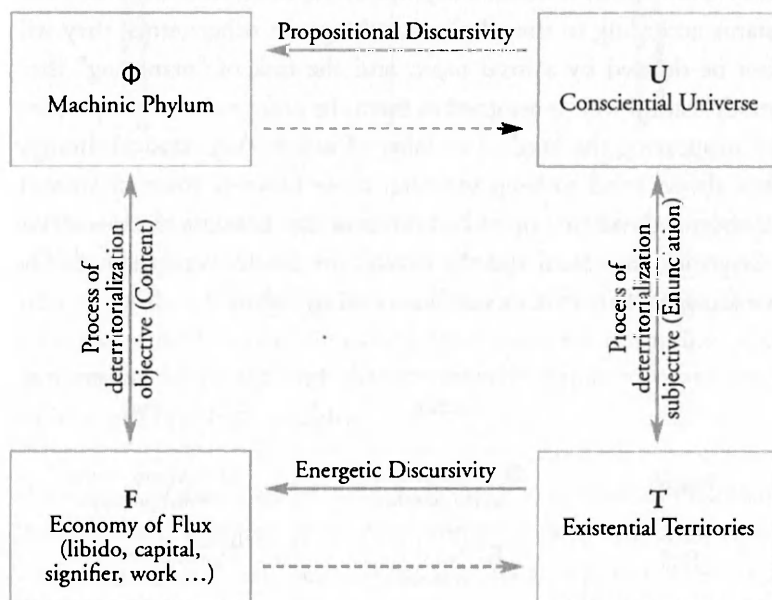 Propositional Discursivity
Φ
Machinic Phylum
U
Consciential Universe
Process of
deterritorialization
objective (Content)
Process of
deterritorialization
subjective (Enunciation)
Energetic Discursivity
F
Economy of Flux
(libido, capital,
signifier, work ...)
T
Existential Territories